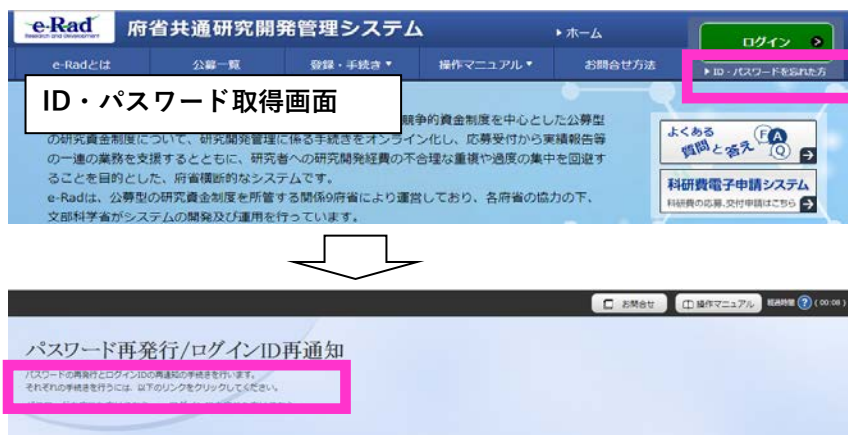 e-Rad
Research and Development
府省共通研究開発管理システム
▸ホーム
ログイン
▸ID・パスワードを忘れた方
e-Radとは
公募一覧
登録・手続き▼
操作マニュアル▼
お問合せ方法
ID・パスワード取得画面
競争的資金制度を中心とした公募型
の研究資金制度について、研究開発管理に係る手続きをオンライン化し、応募受付から実績報告等
の一連の業務を支援するとともに、研究者への研究開発経費の不合理な重複や過度の集中を回避す
ることを目的とした、府省横断的なシステムです。
e-Radは、公募型の研究資金制度を所管する関係9府省により運営しており、各府省の協力の下、
文部科学省がシステムの開発及び運用を行っています。
よくある
質問と答え
FAQ
科研費電子申請システム
科研費の応募、交付申請はこちら
お問合せ
操作マニュアル
経過時間 ? ( 00:00 )
パスワード再発行/ログインID再通知
パスワードの再発行とログインIDの再通知の手続きを行います。
それぞれの手続きを行うには、以下のリンクをクリックしてください。